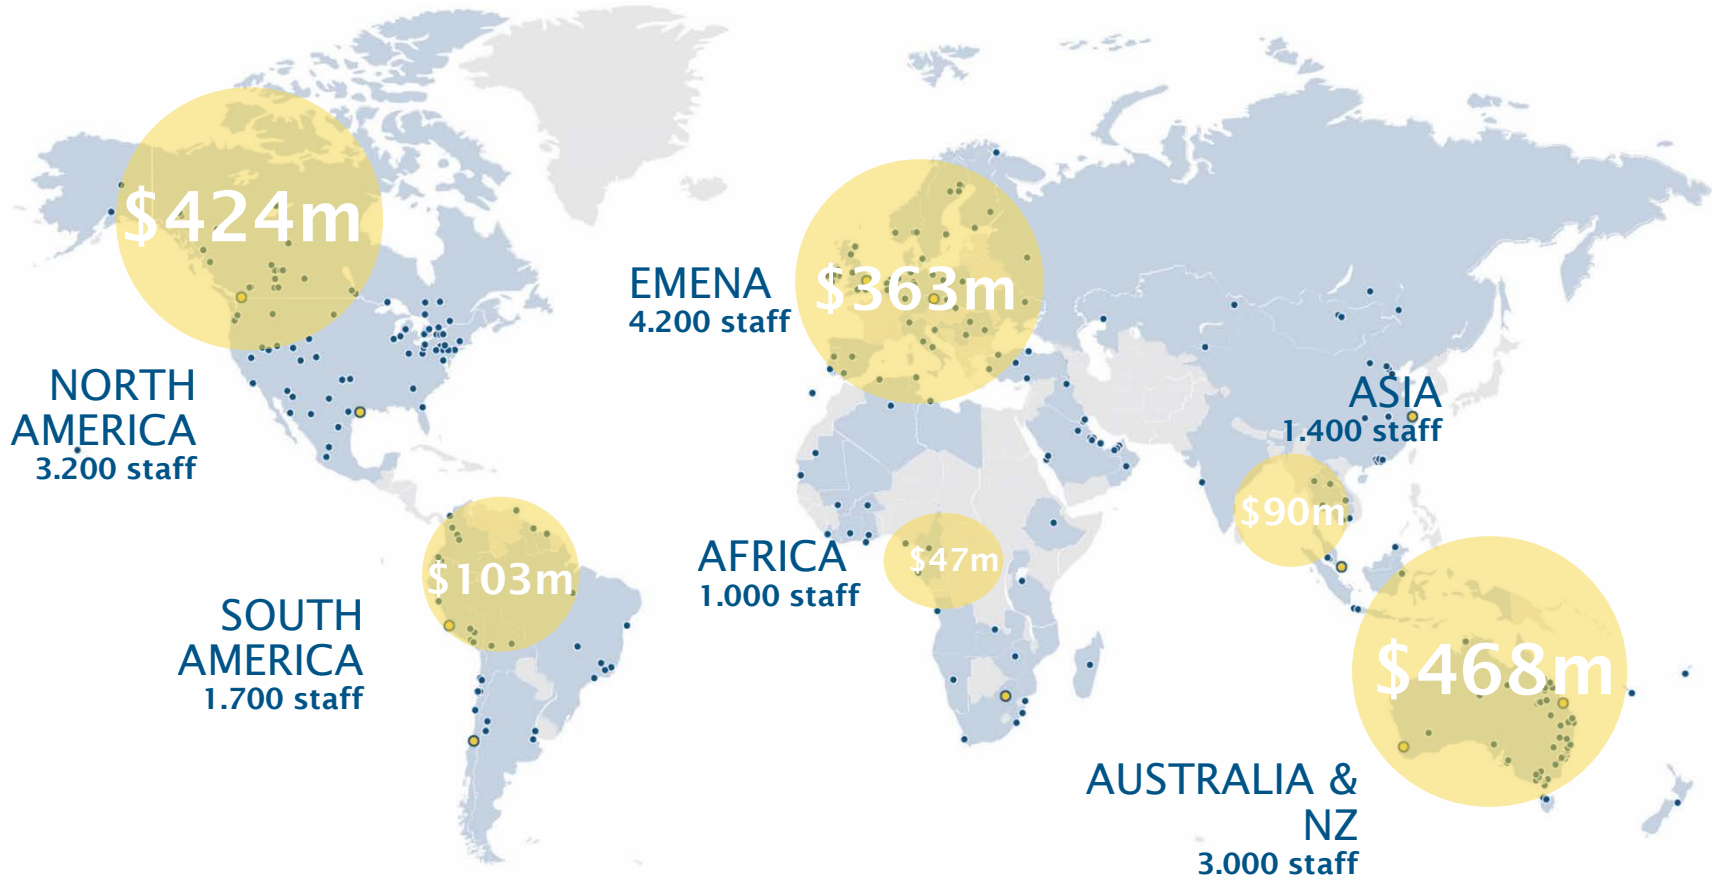 $424m
NORTH
AMERICA
3.200 staff
EMENA
4.200 staff
$363m
ASIA
1.400 staff
$90m
$103m
SOUTH
AMERICA
1.700 staff
AFRICA
1.000 staff
$47m
$468m
AUSTRALIA &
NZ
3.000 staff